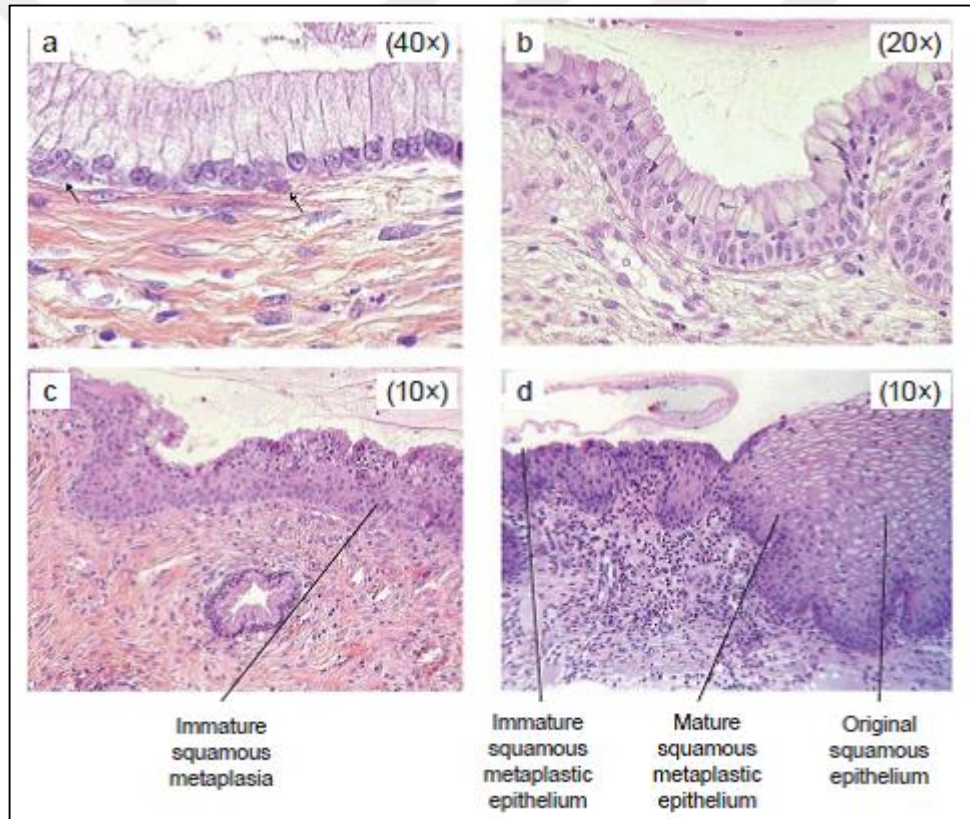 a (40×)
b (20×)
c (10×)
d (10×)
Immature
squamous
metaplasia
Immature
squamous
metaplastic
epithelium
Mature
squamous
metaplastic
epithelium
Original
squamous
epithelium